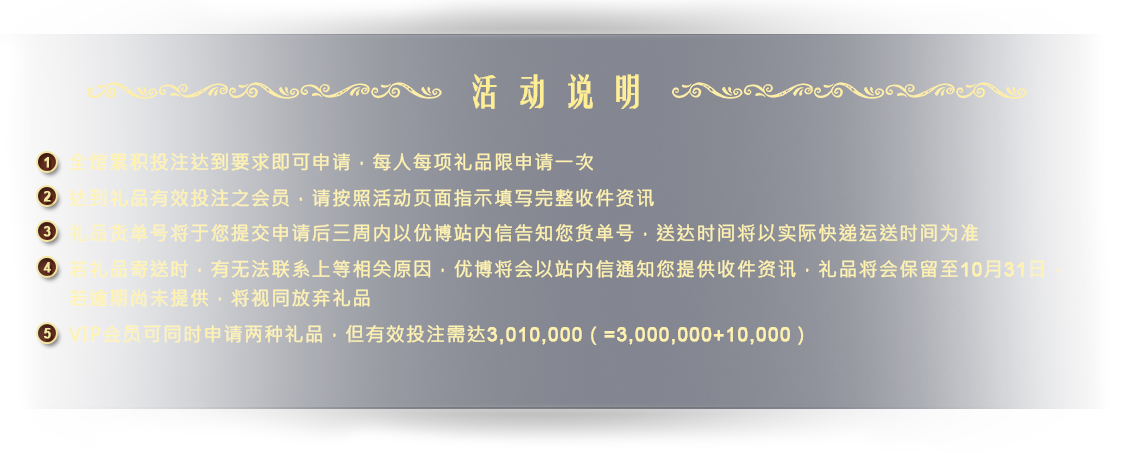 活动说明
1 全馆累积投注达到要求即可申请，每人每项礼品限申请一次
2 达到礼品有效投注之会员，请按照活动页面指示填写完整收件资讯
3 礼品货单号将于您提交申请后三周内以优博站内信告知您货单号，送达时间将以实际快递运送时间为准
4 若礼品寄送时，有无法联系上等相关原因，优博将会以站内信通知您提供收件资讯，礼品将会保留至10月31日，
若逾期尚未提供，将视同放弃礼品
5 VIP会员可同时申请两种礼品，但有效投注需达3,010,000（=3,000,000+10,000）